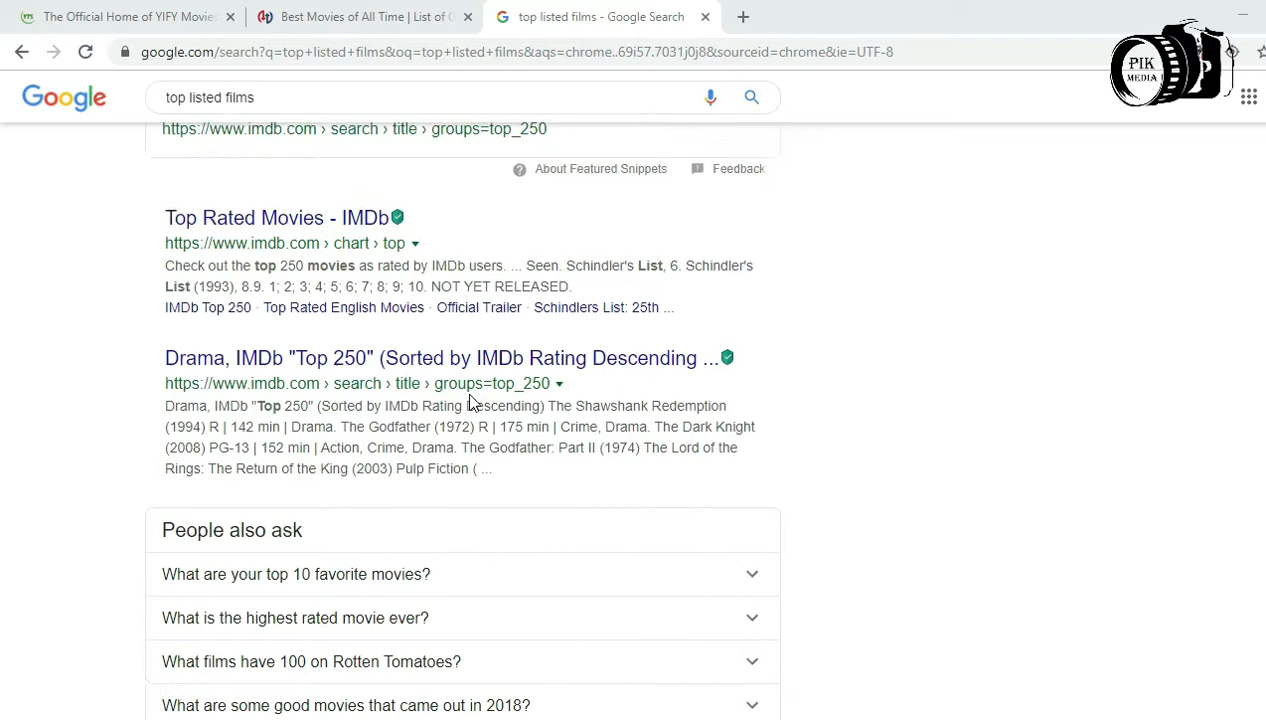 YTS The Official Home of YIFY Movie
Best Movies of All Time | List of
top listed films - Google Search
google.com/search?q=top+listed+films&oq=top+listed+films&aqs=chrome..69i57.7031j0j8&sourceid=chrome&ie=UTF-8
PIK
MEDIA
Google
top listed films
https://www.imdb.com › search › title › groups=top_250
About Featured Snippets
Feedback
Top Rated Movies - IMDb
https://www.imdb.com › chart › top
Check out the top 250 movies as rated by IMDb users. ... Seen. Schindler's List, 6. Schindler's
List (1993), 8.9. 1; 2; 3; 4; 5; 6; 7; 8; 9; 10. NOT YET RELEASED.
IMDb Top 250 · Top Rated English Movies · Official Trailer · Schindlers List: 25th ...
Drama, IMDb "Top 250" (Sorted by IMDb Rating Descending ...
https://www.imdb.com › search › title › groups=top_250
Drama, IMDb "Top 250" (Sorted by IMDb Rating Descending) The Shawshank Redemption
(1994) R | 142 min | Drama. The Godfather (1972) R | 175 min | Crime, Drama. The Dark Knight
(2008) PG-13 | 152 min | Action, Crime, Drama. The Godfather: Part II (1974) The Lord of the
Rings: The Return of the King (2003) Pulp Fiction ( ...
People also ask
What are your top 10 favorite movies?
What is the highest rated movie ever?
What films have 100 on Rotten Tomatoes?
What are some good movies that came out in 2018?